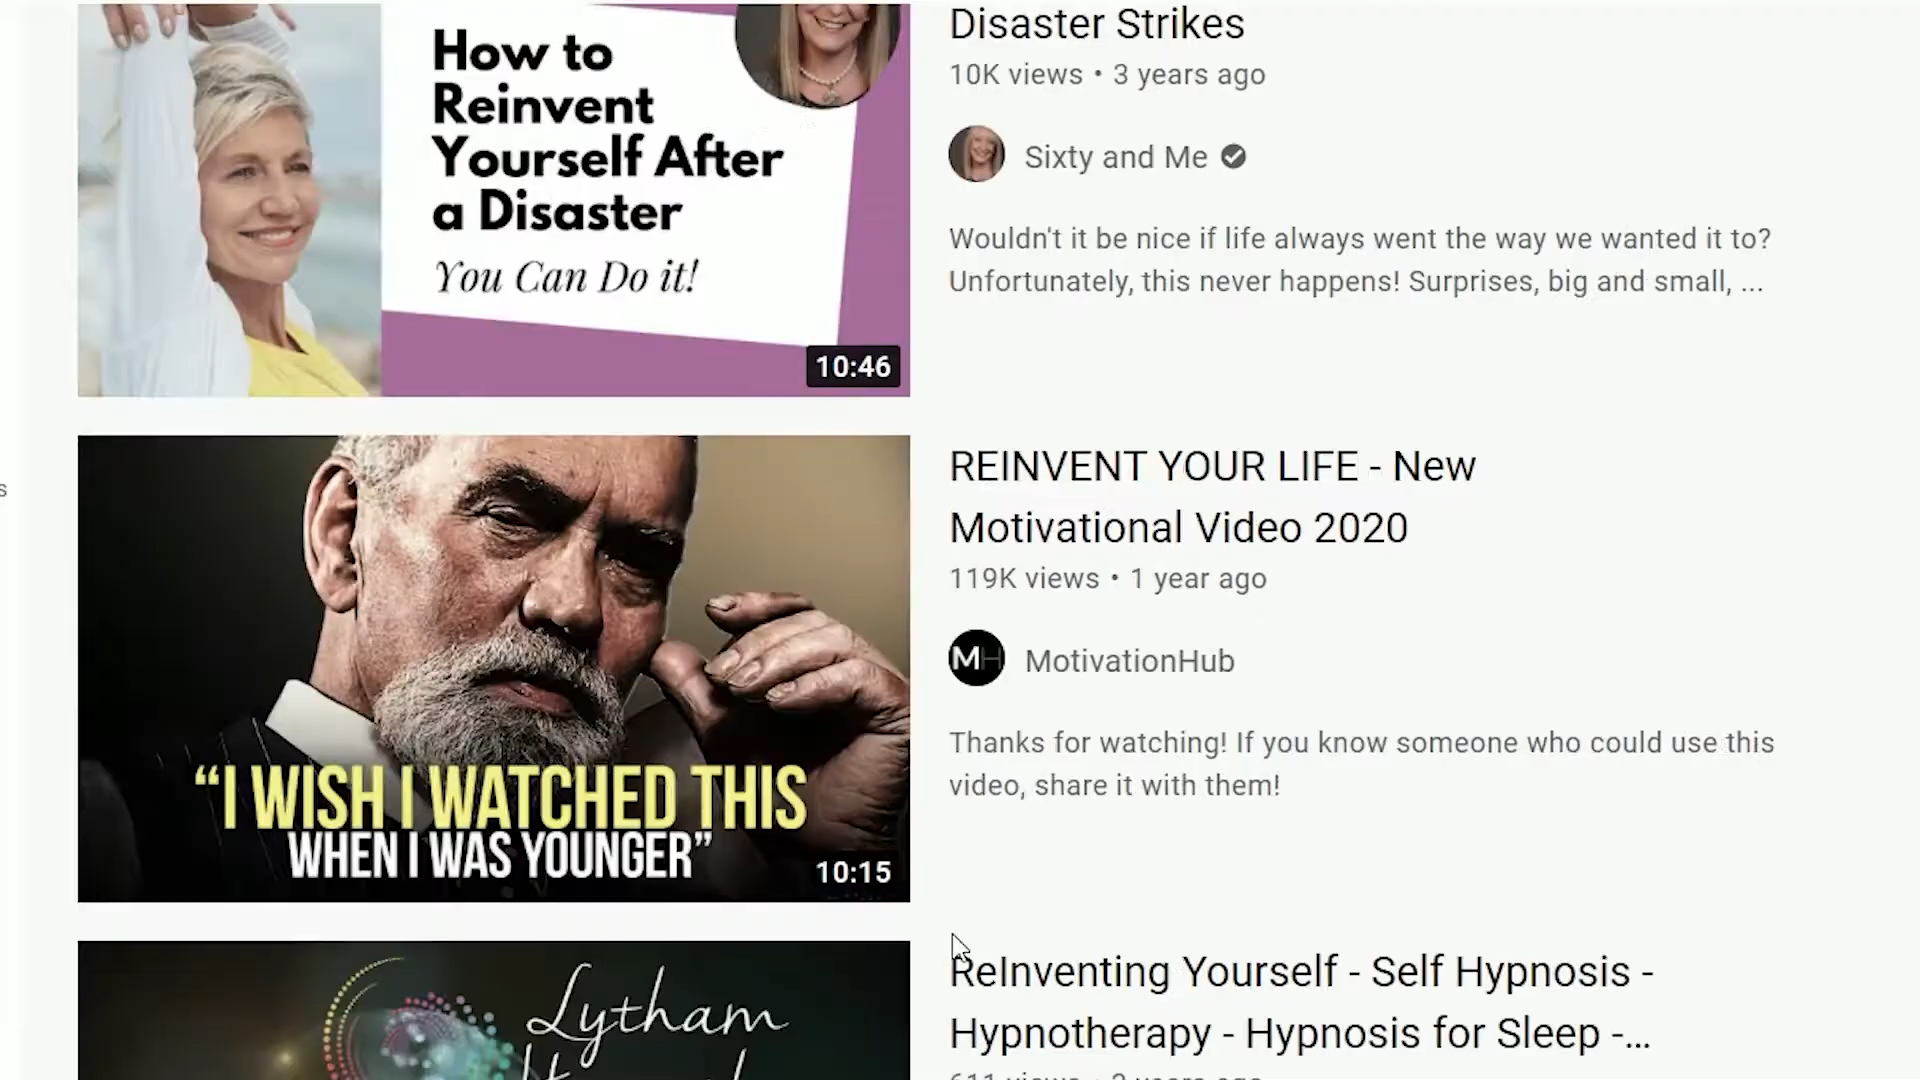 How to
Reinvent
Yourself After
a Disaster
You Can Do it!
10:46
Disaster Strikes
10K views • 3 years ago
Sixty and Me
Wouldn't it be nice if life always went the way we wanted it to?
Unfortunately, this never happens! Surprises, big and small, ...
s
“I WISH I WATCHED THIS
WHEN I WAS YOUNGER”
10:15
REINVENT YOUR LIFE - New
Motivational Video 2020
119K views • 1 year ago
MH
MotivationHub
Thanks for watching! If you know someone who could use this
video, share it with them!
Lytham
ReInventing Yourself - Self Hypnosis -
Hypnotherapy - Hypnosis for Sleep -...
611 views